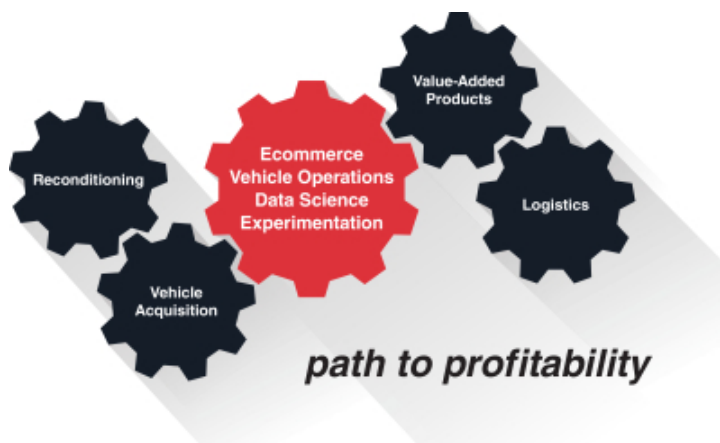 Value-Added
Products
Ecommerce
Vehicle Operations
Data Science
Experimentation
Reconditioning
Logistics
Vehicle
Acquisition
path to profitability